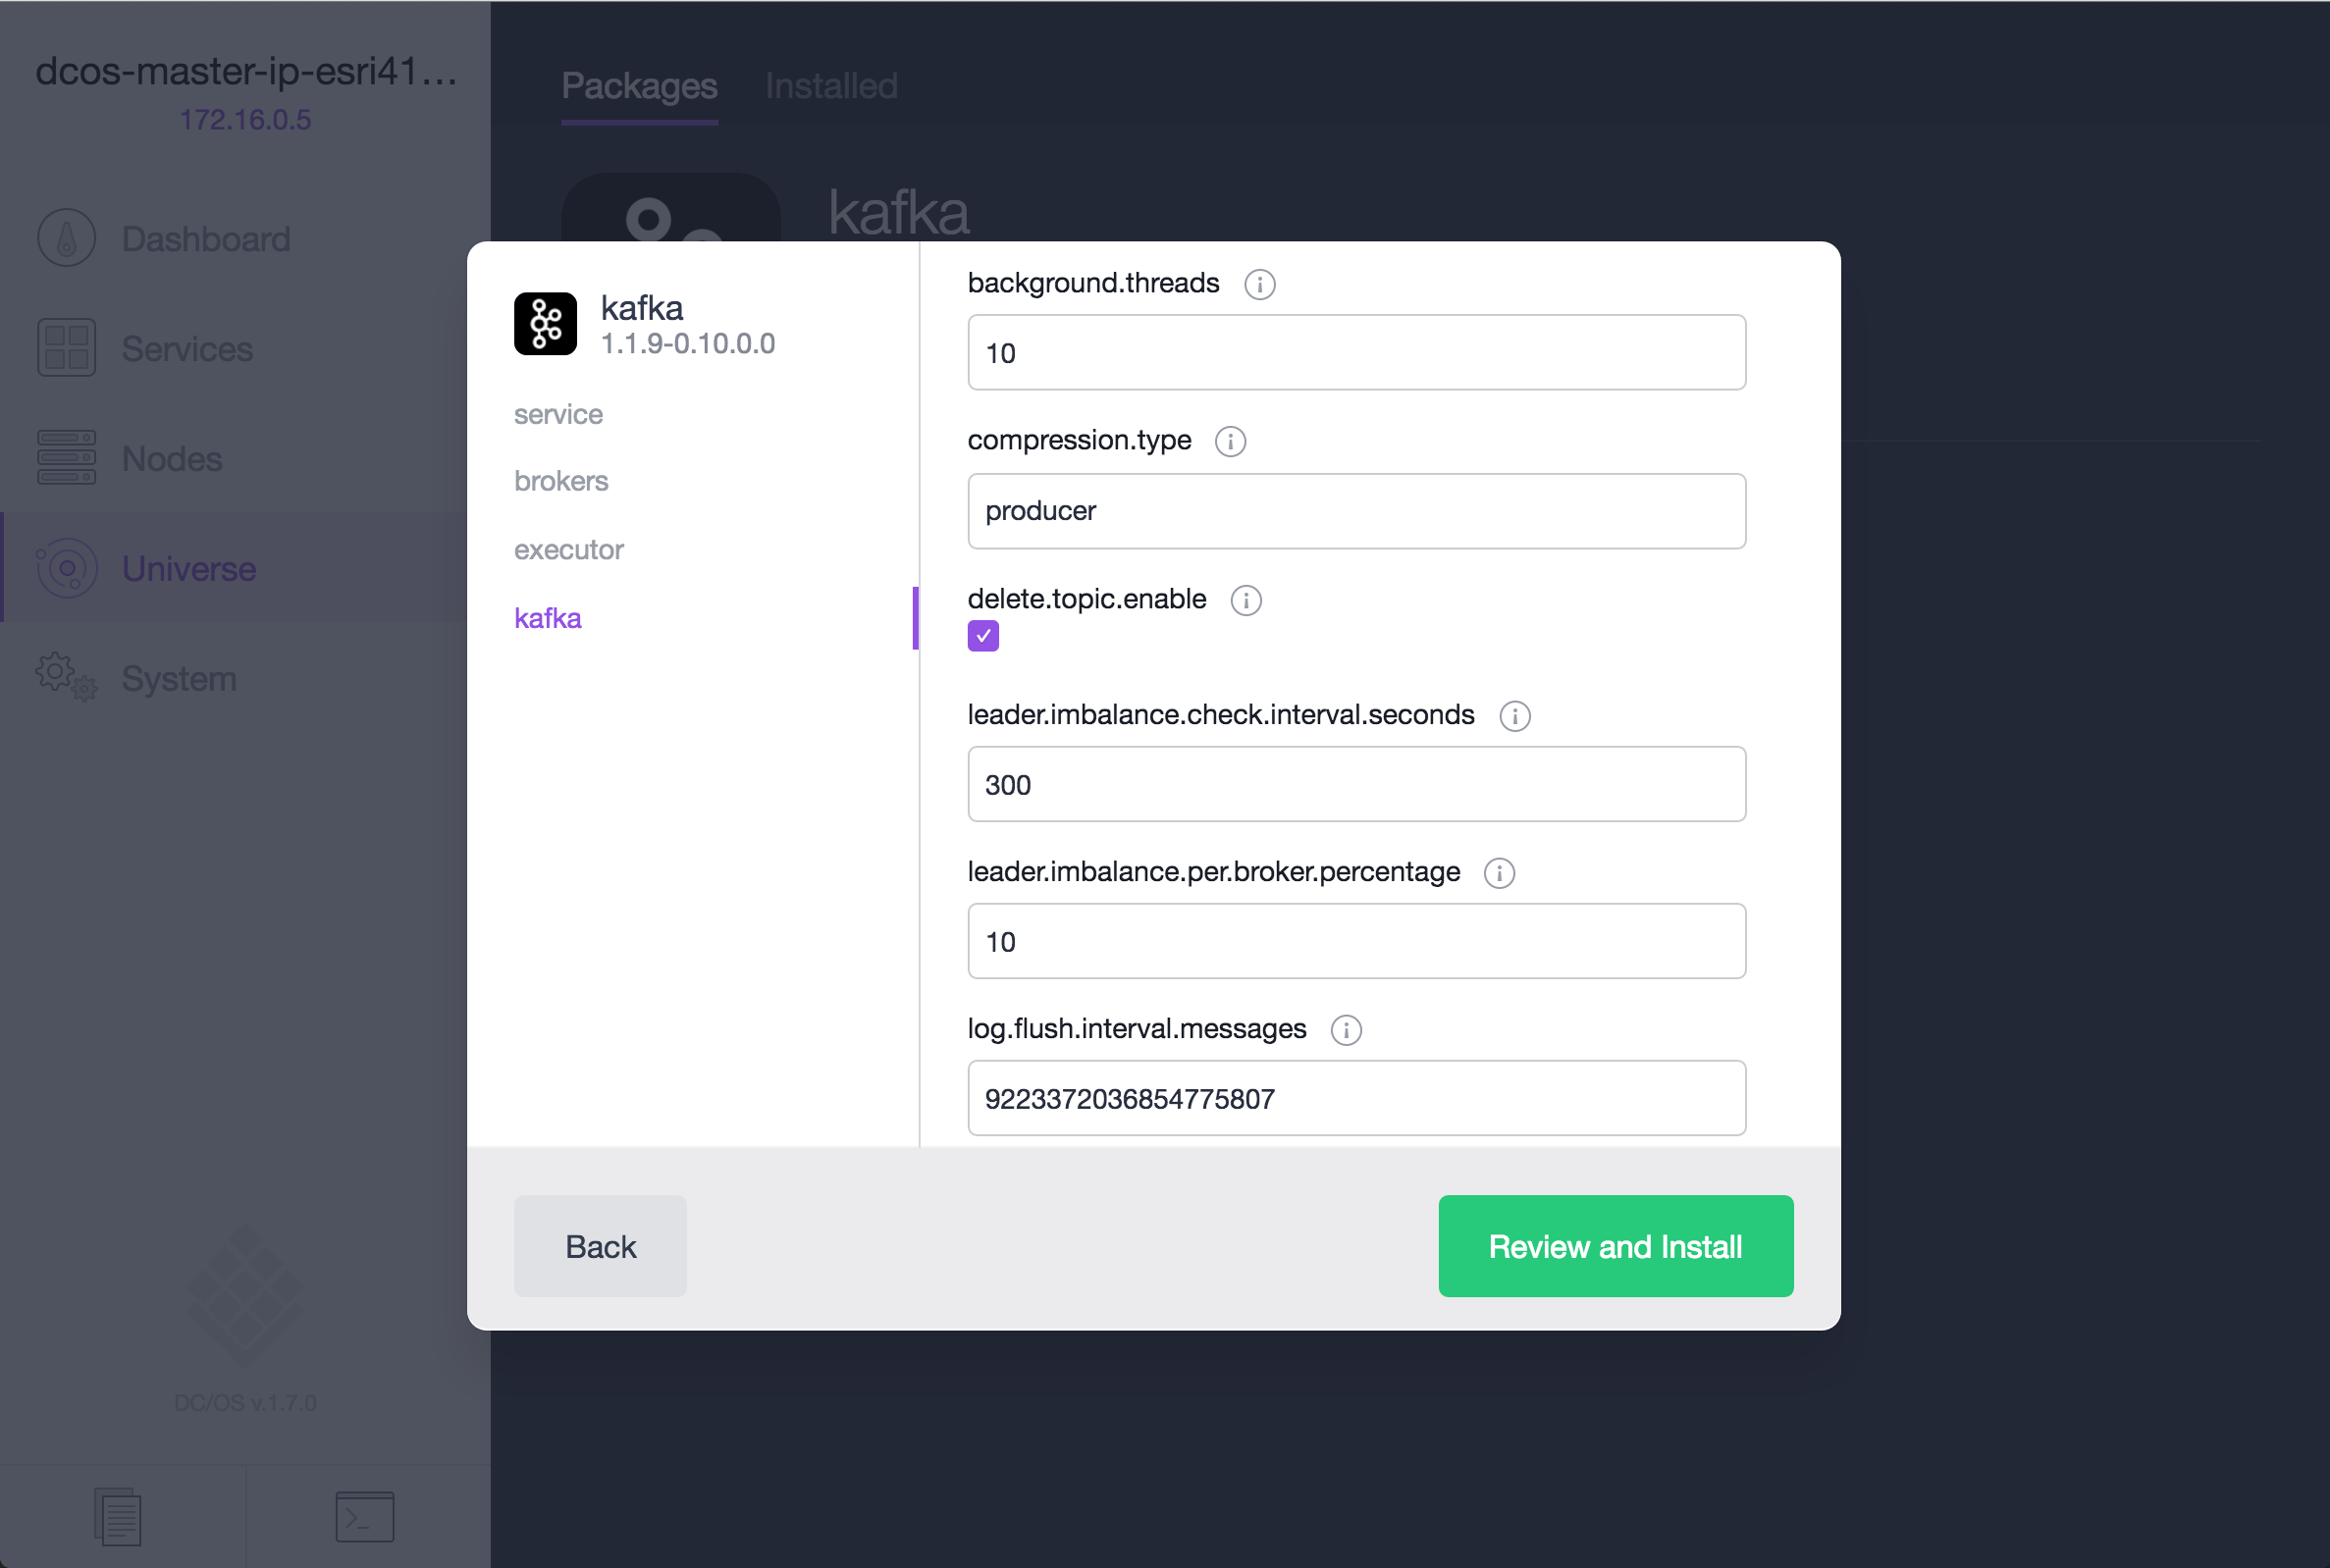 dcos-master-ip-esri41...
172.16.0.5
Dashboard
Services
Nodes
Universe
System
DC/OS v.1.7.0
Packages
Installed
kafka
kafka
1.1.9-0.10.0.0
service
brokers
executor
kafka
background.threads
10
compression.type
producer
delete.topic.enable
leader.imbalance.check.interval.seconds
300
leader.imbalance.per.broker.percentage
10
log.flush.interval.messages
9223372036854775807
Back
Review and Install